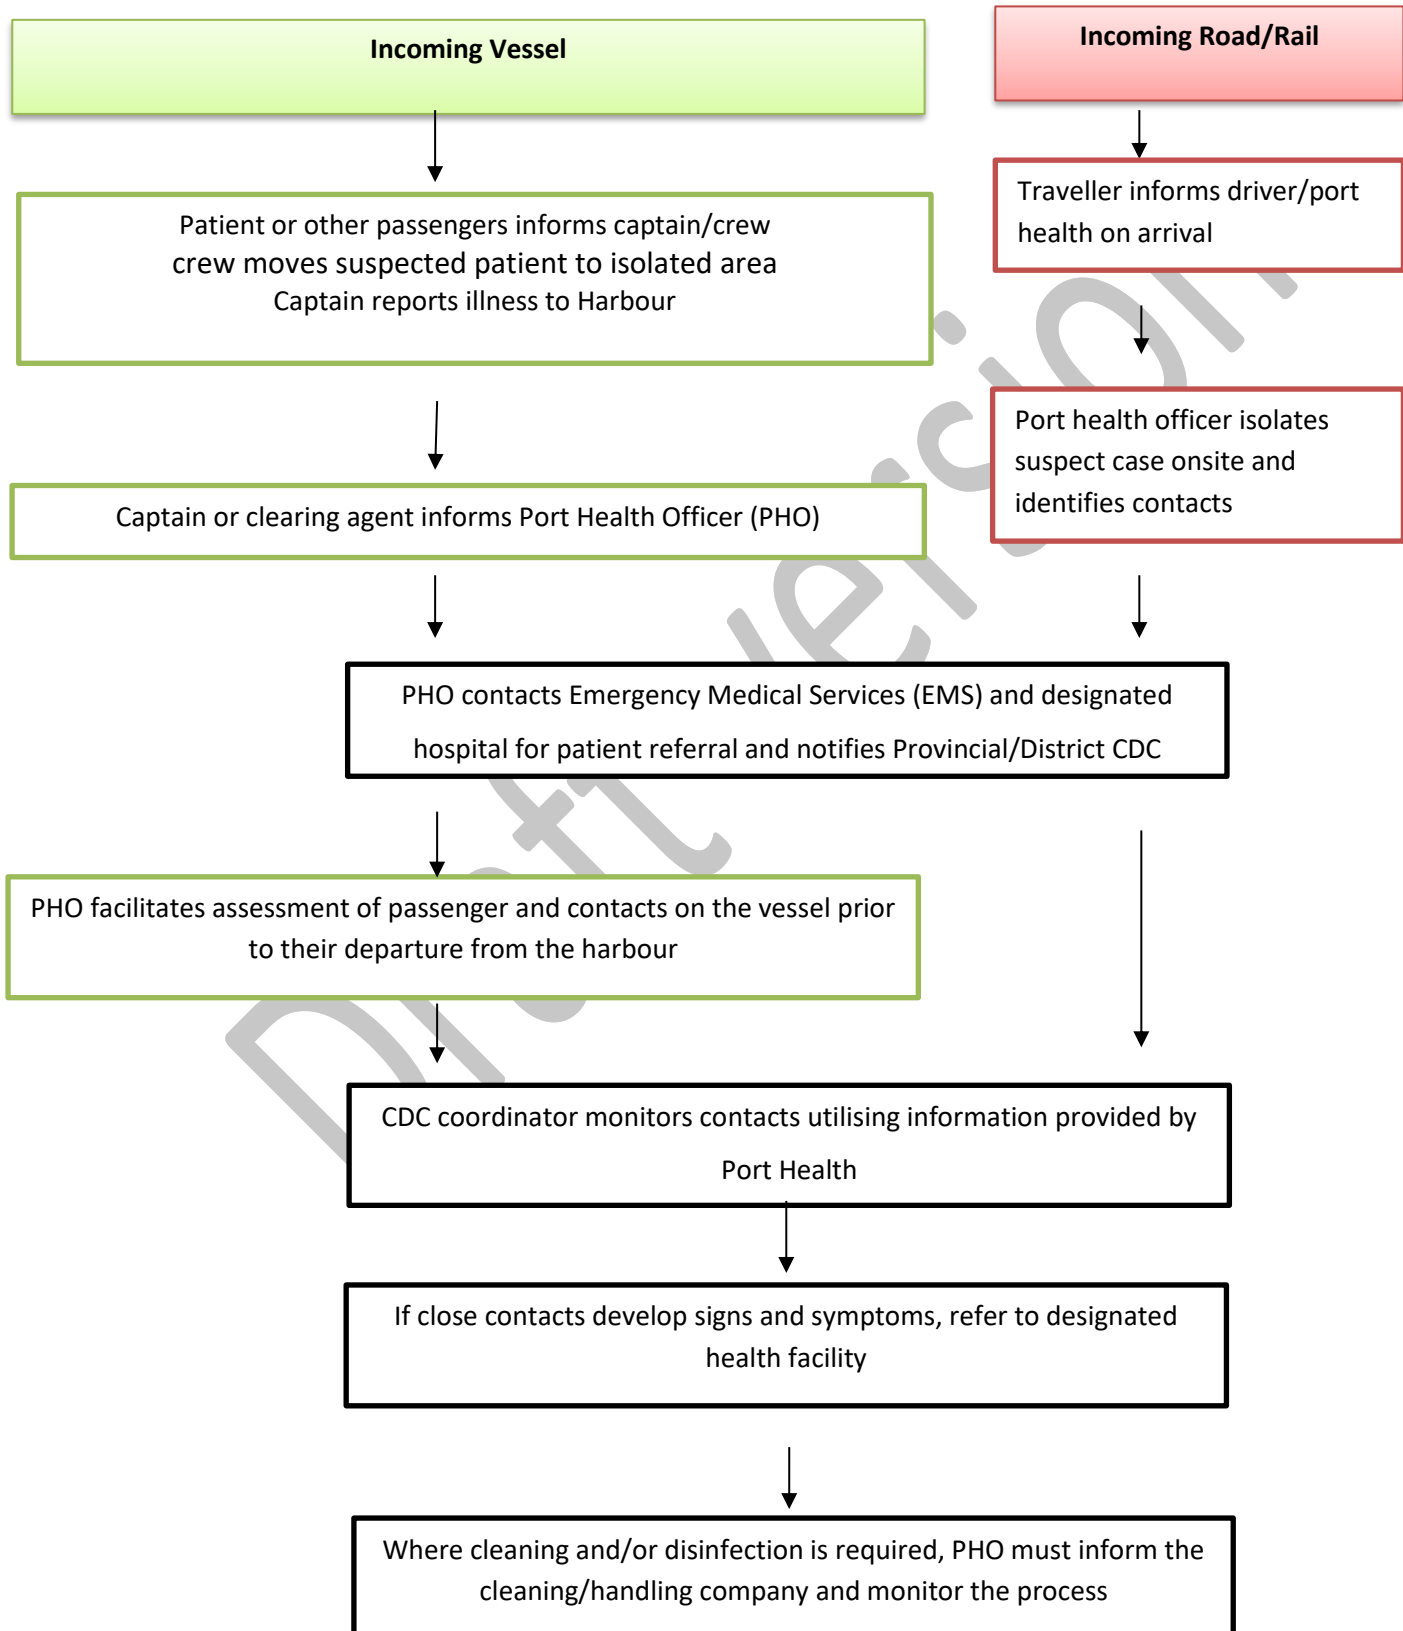 Incoming Vessel
Incoming Road/Rail
Patient or other passengers informs captain/crew
crew moves suspected patient to isolated area
Captain reports illness to Harbour
Traveller informs driver/port
health on arrival
Captain or clearing agent informs Port Health Officer (PHO)
Port health officer isolates
suspect case onsite and
identifies contacts
PHO contacts Emergency Medical Services (EMS) and designated
hospital for patient referral and notifies Provincial/District CDC
PHO facilitates assessment of passenger and contacts on the vessel prior
to their departure from the harbour
CDC coordinator monitors contacts utilising information provided by
Port Health
If close contacts develop signs and symptoms, refer to designated
health facility
Where cleaning and/or disinfection is required, PHO must inform the
cleaning/handling company and monitor the process
Drft version